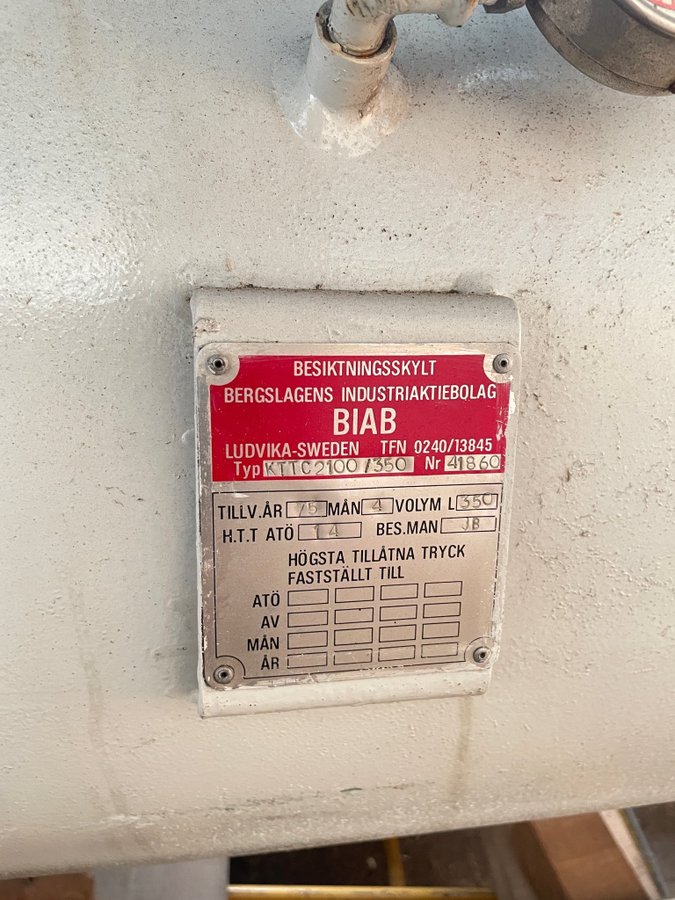 BESIKTNINGSSKYLT
BERGSLAGENS INDUSTRIAKTIEBOLAG
BIAB
LUDVIKA-SWEDEN TFN 0240/13845
Typ KTTC2100/350 Nr 41860
TILLV.ÅR 75 MÅN 4 VOLYM L 350
H.T.T ATÖ 14 BES.MAN JB
HÖGSTA TILLÅTNA TRYCK
FASTSTÄLLT TILL
ATÖ
AV
MÅN
ÅR